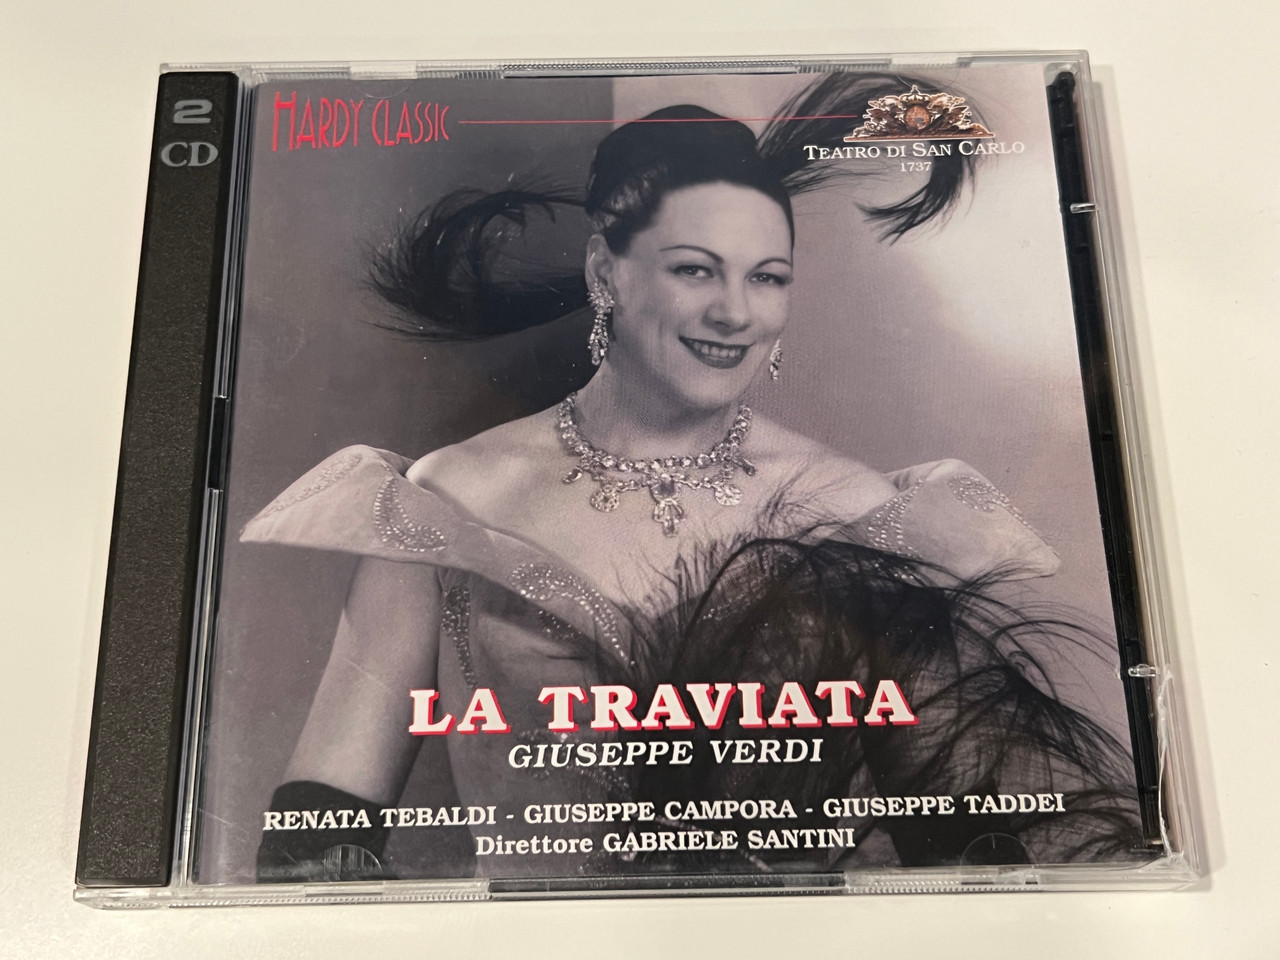 2
CD
HARDY CLASSIC
TEATRO DI SAN CARLO
1737
LA TRAVIATA
GIUSEPPE VERDI
RENATA TEBALDI - GIUSEPPE CAMPORA - GIUSEPPE TADDEI
Direttore GABRIELE SANTINI